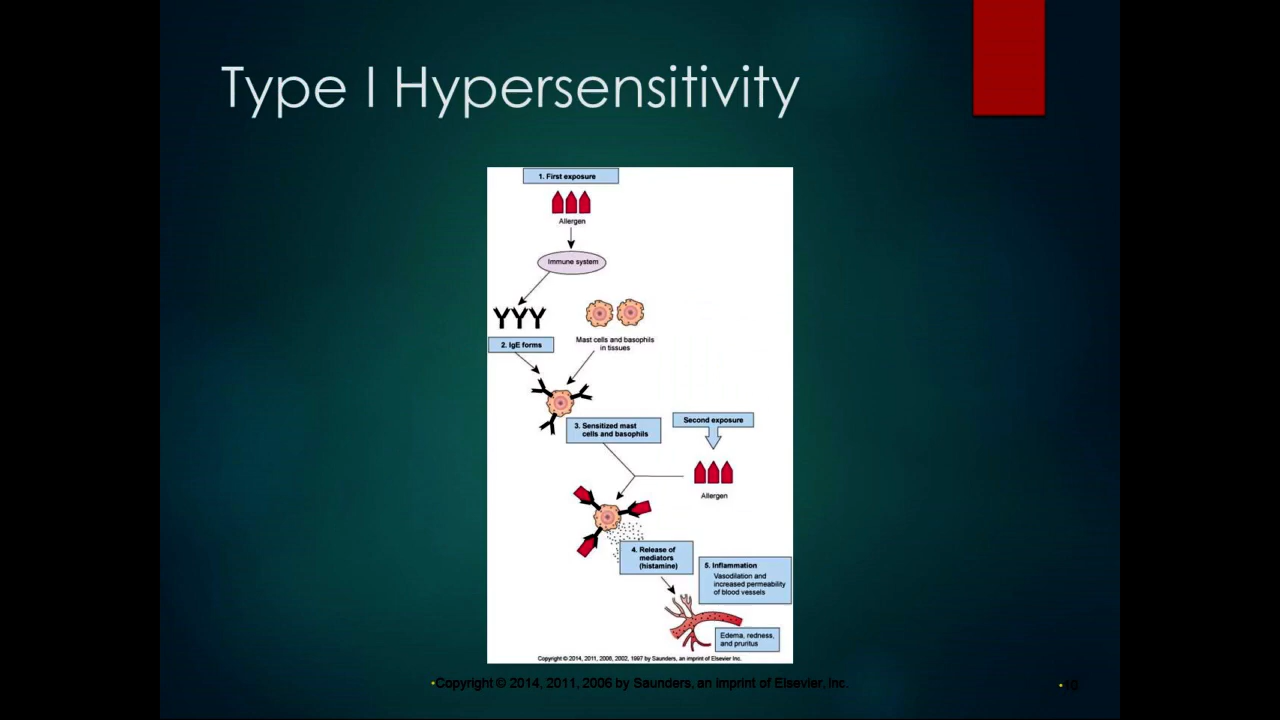 Type I Hypersensitivity
1. First exposure
Allergen
Immune system
2. IgE forms
Mast cells and basophils
in tissues
3. Sensitized mast
cells and basophils
Second exposure
Allergen
4. Release of
mediators
(histamine)
5. Inflammation
Vasodilation and
increased permeability
of blood vessels
Edema, redness,
and pruritus
Copyright © 2014, 2011, 2006, 2002, 1997 by Saunders, an imprint of Elsevier Inc.
•Copyright © 2014, 2011, 2006 by Saunders, an imprint of Elsevier, Inc.
•10